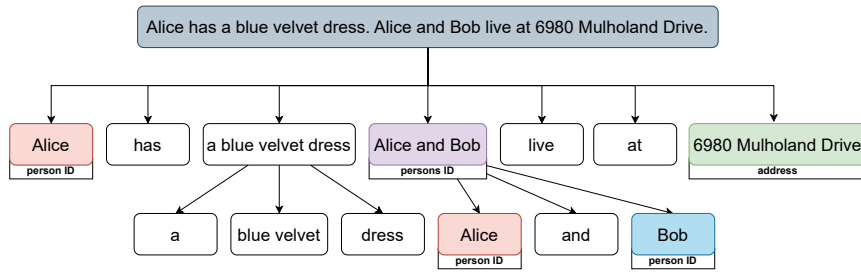 Alice has a blue velvet dress. Alice and Bob live at 6980 Mulholand Drive.
Alice has a blue velvet dress Alice and Bob live at 6980 Mulholand Drive
person ID persons ID address
a blue velvet dress Alice and Bob
person ID person ID